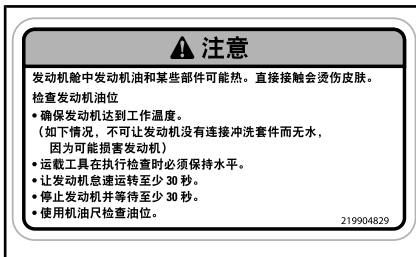 注意
发动机舱中发动机油和某些部件可能热。直接接触会烫伤皮肤。
检查发动机油位
• 确保发动机达到工作温度。
（如下情况，不可让发动机没有连接冲洗套件而无水，
因为可能损害发动机）
• 运载工具在执行检查时必须保持水平。
• 让发动机怠速运转至少 30 秒。
• 停止发动机并等待至少 30 秒。
• 使用机油尺检查油位。
219904829